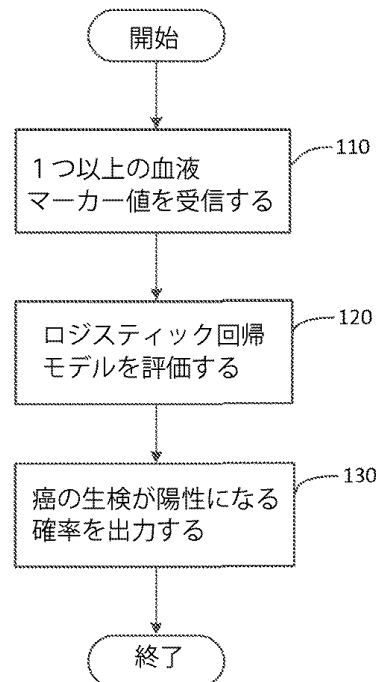 開始
１つ以上の血液
マーカー値を受信する
110
ロジスティック回帰
モデルを評価する
120
癌の生検が陽性になる
確率を出力する
130
終了